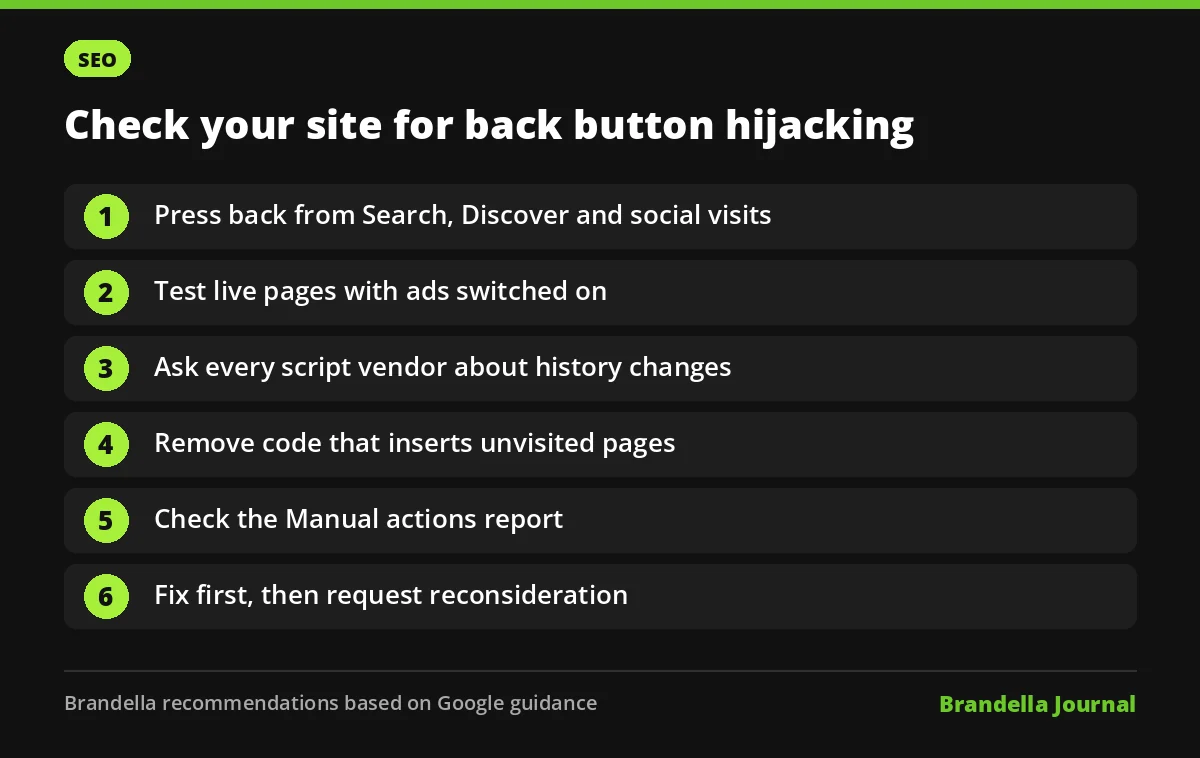 SEO
Check your site for back button hijacking
1 Press back from Search, Discover and social visits
2 Test live pages with ads switched on
3 Ask every script vendor about history changes
4 Remove code that inserts unvisited pages
5 Check the Manual actions report
6 Fix first, then request reconsideration
Brandella recommendations based on Google guidance
Brandella Journal